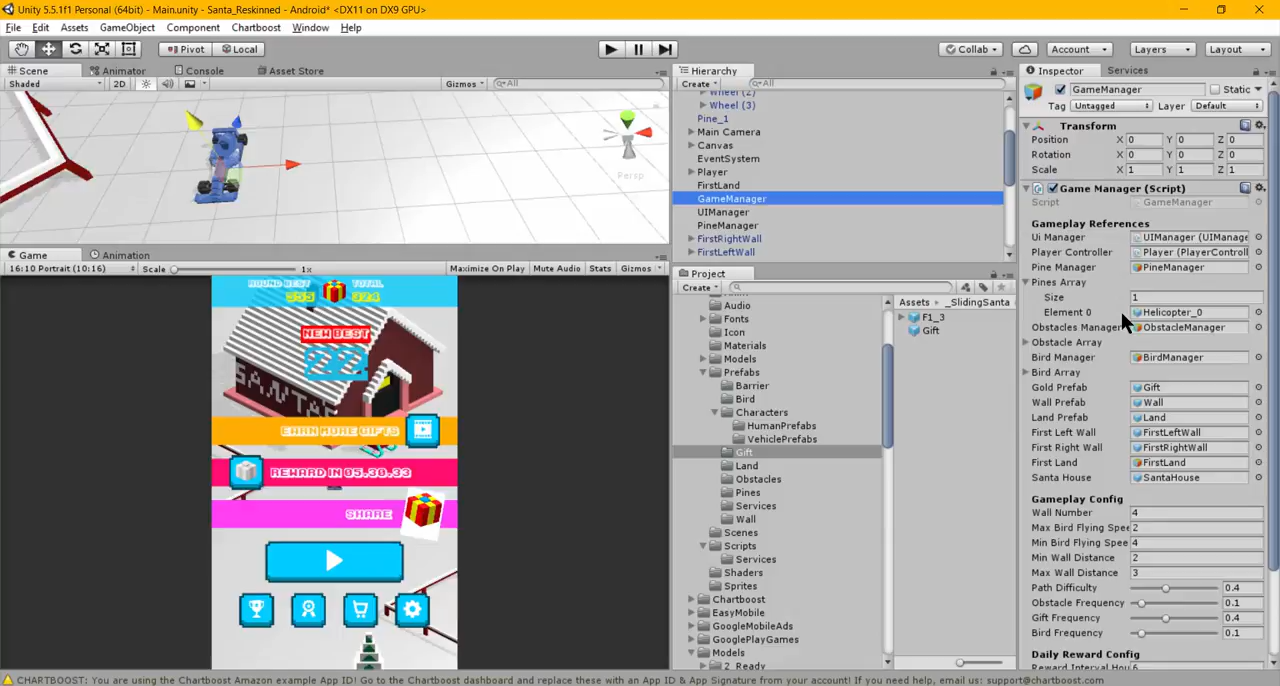 Unity 5.5.1f1 Personal (64bit) - Main.unity - Santa_Reskinned - Android* <DX11 on DX9 GPU>
File Edit Assets GameObject Component Chartboost Window Help
Pivot Local Collab Account Layers Layout
Scene Animator Console Asset Store
Shaded 2D Gizmos All
Persp
Game Animation
16:10 Portrait (10:16) Scale 1x Maximize On Play Mute Audio Stats Gizmos
ROUND BEST TOTAL
355 324
NEW BEST
222
SANTA
EARN MORE GIFTS
REWARD IN 05.30.33
SHARE
Hierarchy
Create All
Wheel (2)
Wheel (3)
Pine_1
Main Camera
Canvas
EventSystem
Player
FirstLand
GameManager
UIManager
PineManager
FirstRightWall
FirstLeftWall
Project
Create
Audio
Fonts
Icon
Materials
Models
Prefabs
Barrier
Bird
Characters
HumanPrefabs
VehiclePrefabs
Gift
Land
Obstacles
Pines
Services
Wall
Scenes
Scripts
Services
Shaders
Sprites
Chartboost
EasyMobile
GoogleMobileAds
GooglePlayGames
Models
2_Ready
Assets _SlidingSanta
F1_3
Gift
Inspector Services
GameManager Static
Tag Untagged Layer Default
Transform
Position X 0 Y 0 Z 0
Rotation X 0 Y 0 Z 0
Scale X 1 Y 1 Z 1
Game Manager (Script)
Script GameManager
Gameplay References
Ui Manager UIManager (UIManage
Player Controller Player (PlayerControll
Pine Manager PineManager
Pines Array
Size 1
Element 0 Helicopter_0
Obstacles Manager ObstacleManager
Obstacle Array
Bird Manager BirdManager
Bird Array
Gold Prefab Gift
Wall Prefab Wall
Land Prefab Land
First Left Wall FirstLeftWall
First Right Wall FirstRightWall
First Land FirstLand
Santa House SantaHouse
Gameplay Config
Wall Number 4
Max Bird Flying Spee 2
Min Bird Flying Spee 4
Min Wall Distance 2
Max Wall Distance 3
Path Difficulty 0.4
Obstacle Frequency 0.1
Gift Frequency 0.4
Bird Frequency 0.1
Daily Reward Config
Reward Interval Hou 6
CHARTBOOST: You are using the Chartboost Amazon example App ID! Go to the Chartboost dashboard and replace these with an App ID & App Signature from your account! If you need help, email us: support@chartboost.com